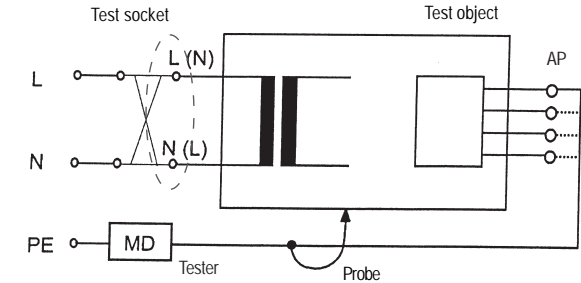 Test socket
Test object
L
L (N)
AP
N
N (L)
PE
MD
Tester
Probe